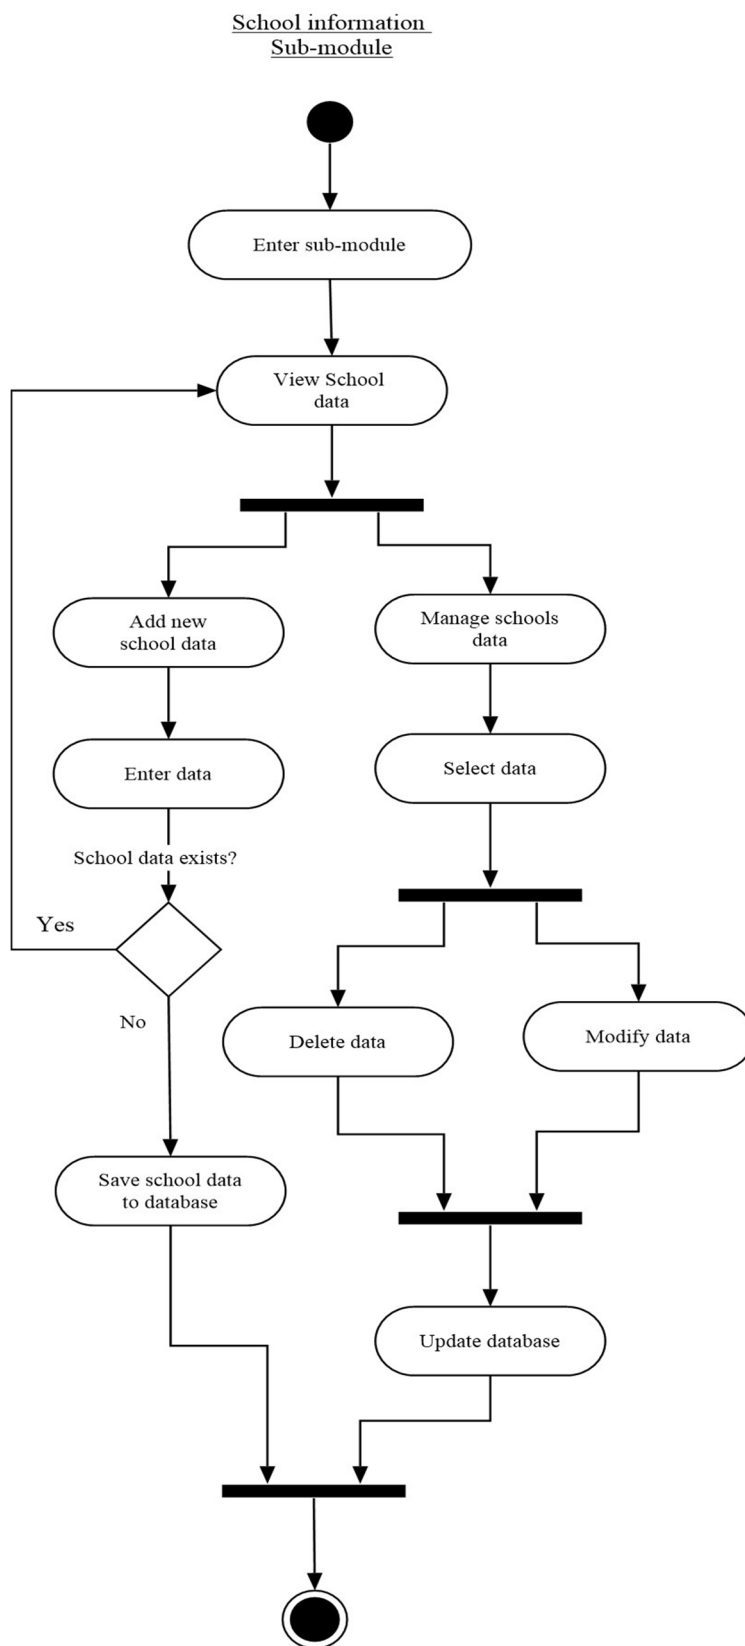 School information
Sub-module
Enter sub-module
View School
data
Add new
school data
Manage schools
data
Enter data
Select data
School data exists?
Yes
No
Delete data
Modify data
Save school data
to database
Update database